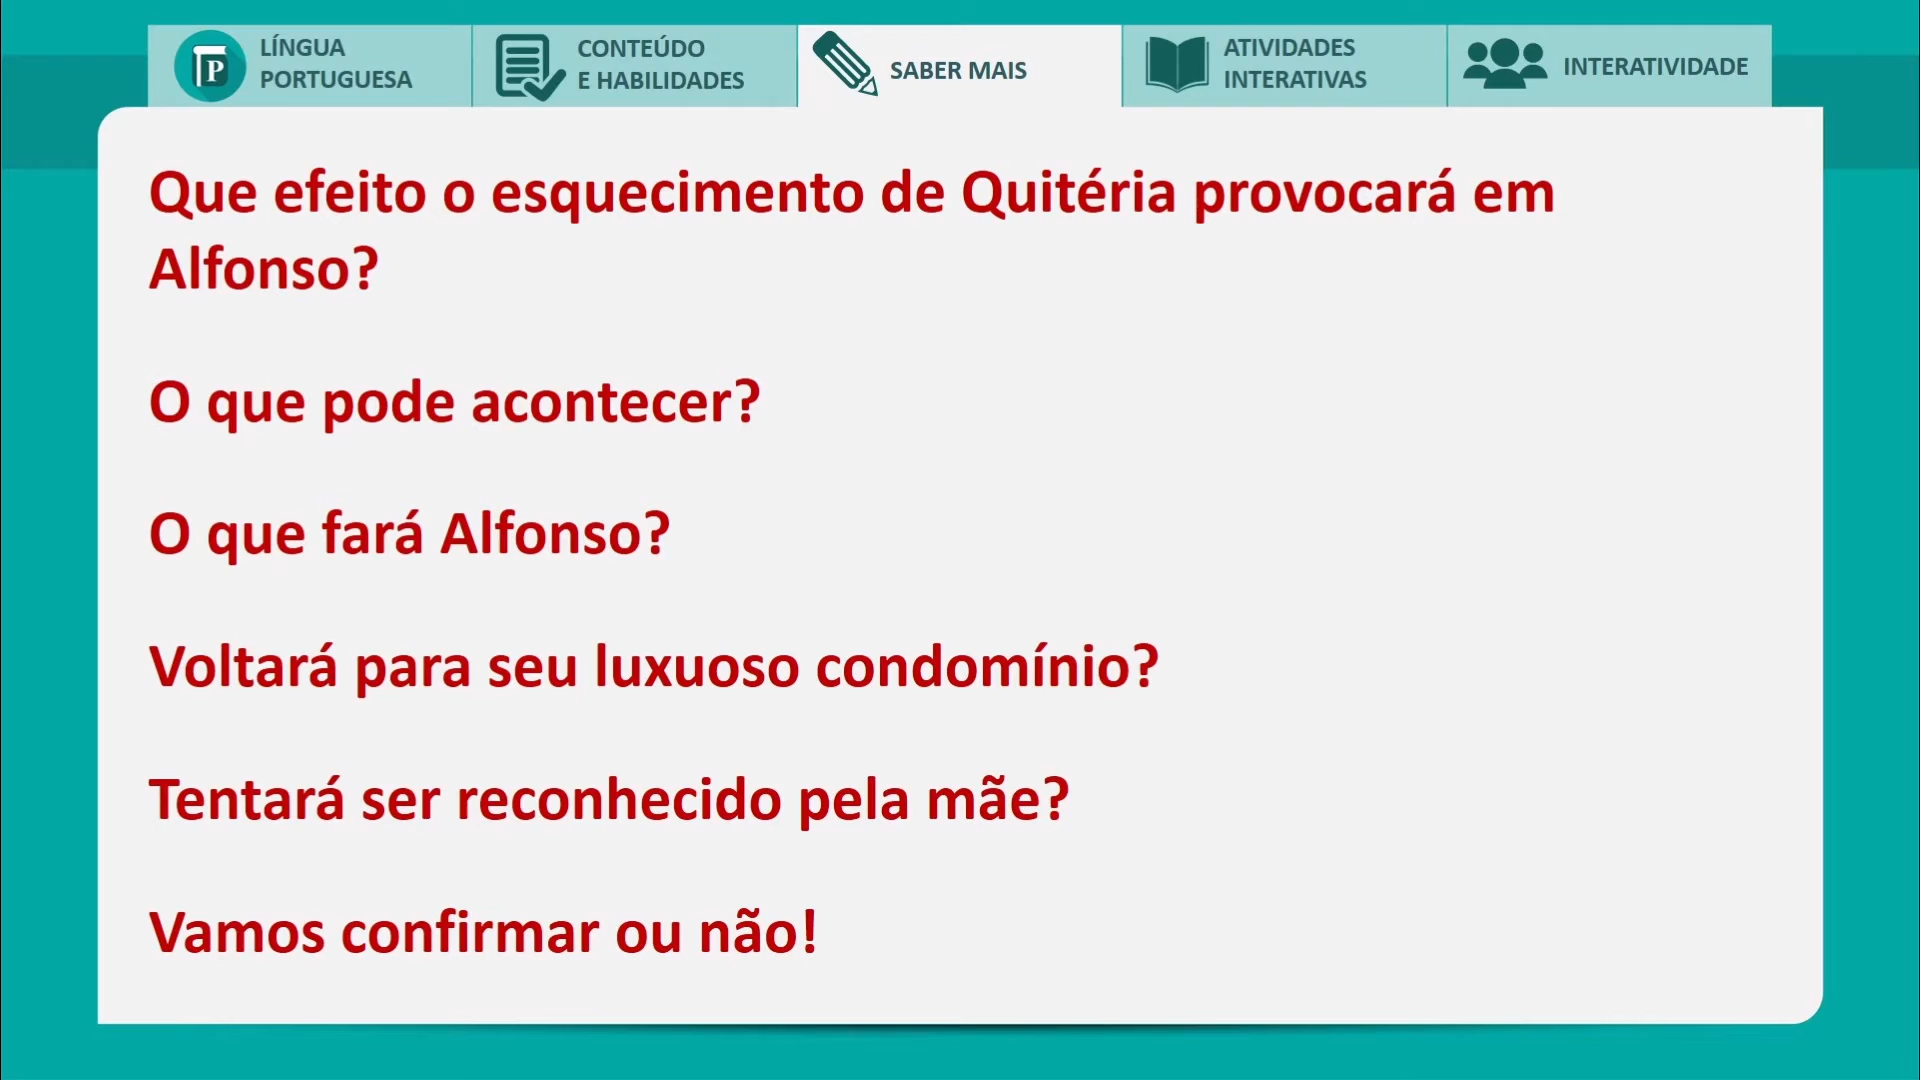 LÍNGUA
PORTUGUESA
CONTEÚDO
E HABILIDADES
SABER MAIS
ATIVIDADES
INTERATIVAS
INTERATIVIDADE
P
Que efeito o esquecimento de Quitéria provocará em
Alfonso?
O que pode acontecer?
O que fará Alfonso?
Voltará para seu luxuoso condomínio?
Tentará ser reconhecido pela mãe?
Vamos confirmar ou não!